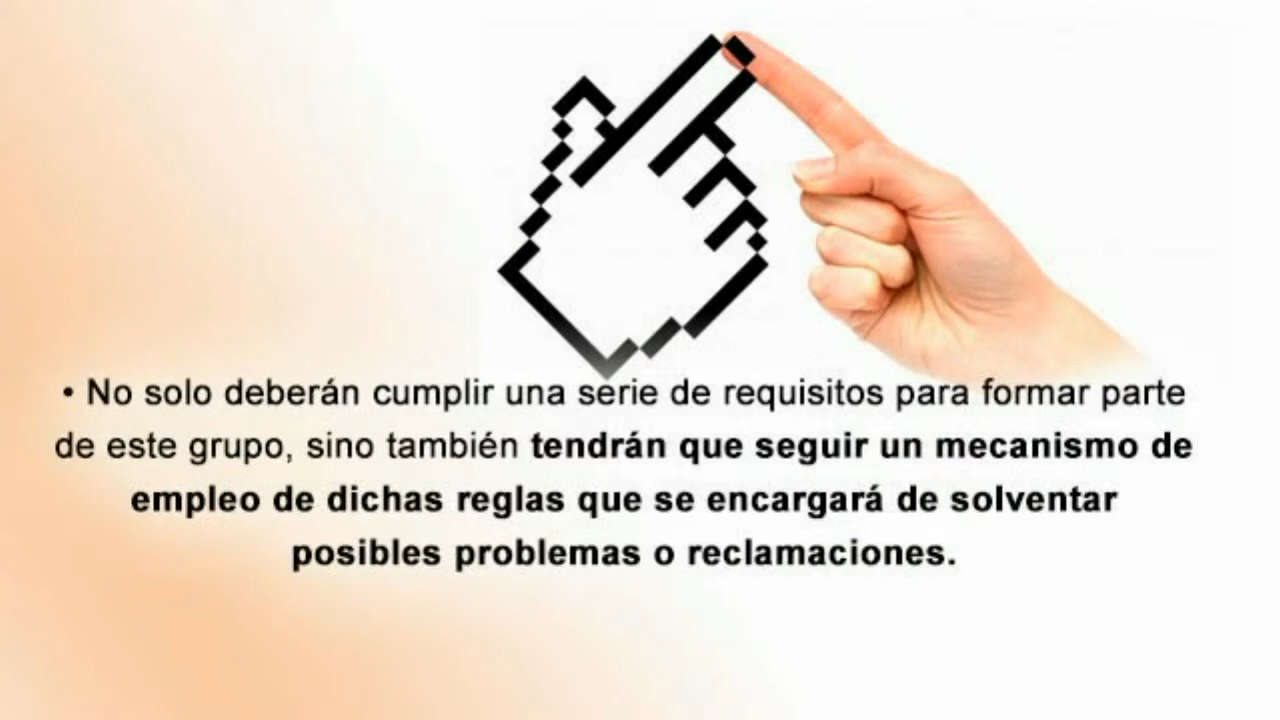 • No solo deberán cumplir una serie de requisitos para formar parte
de este grupo, sino también tendrán que seguir un mecanismo de
empleo de dichas reglas que se encargará de solventar
posibles problemas o reclamaciones.